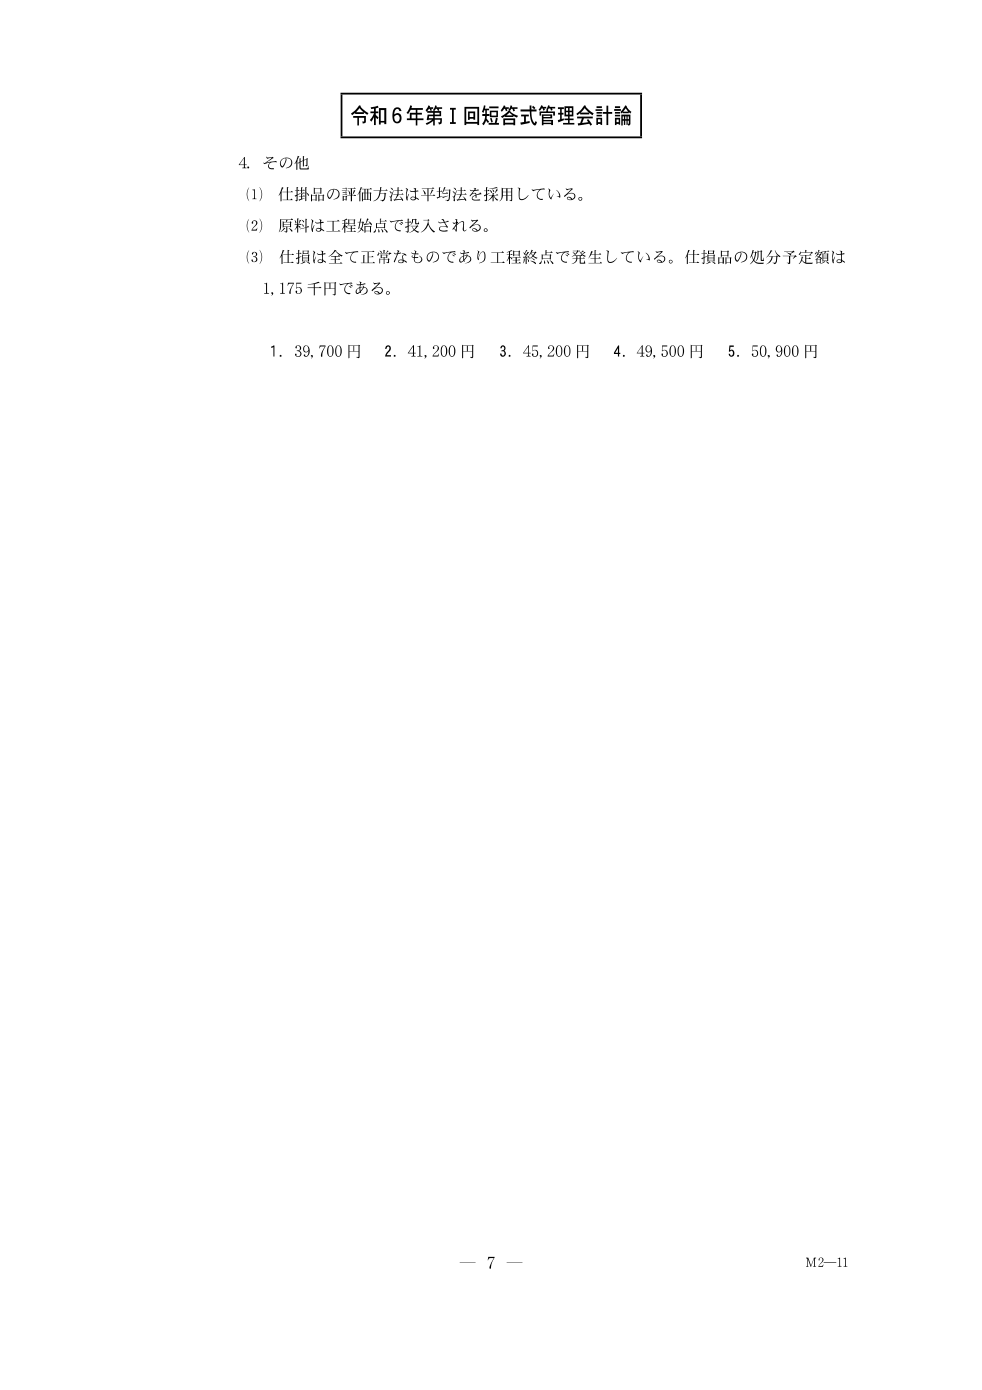 令和６年第Ⅰ回短答式管理会計論
4. その他
⑴ 仕掛品の評価方法は平均法を採用している。
⑵ 原料は工程始点で投入される。
⑶ 仕損は全て正常なものであり工程終点で発生している。仕損品の処分予定額は
1,175 千円である。
1. 39,700 円 2. 41,200 円 3. 45,200 円 4. 49,500 円 5. 50,900 円
— 7 —
M2—11